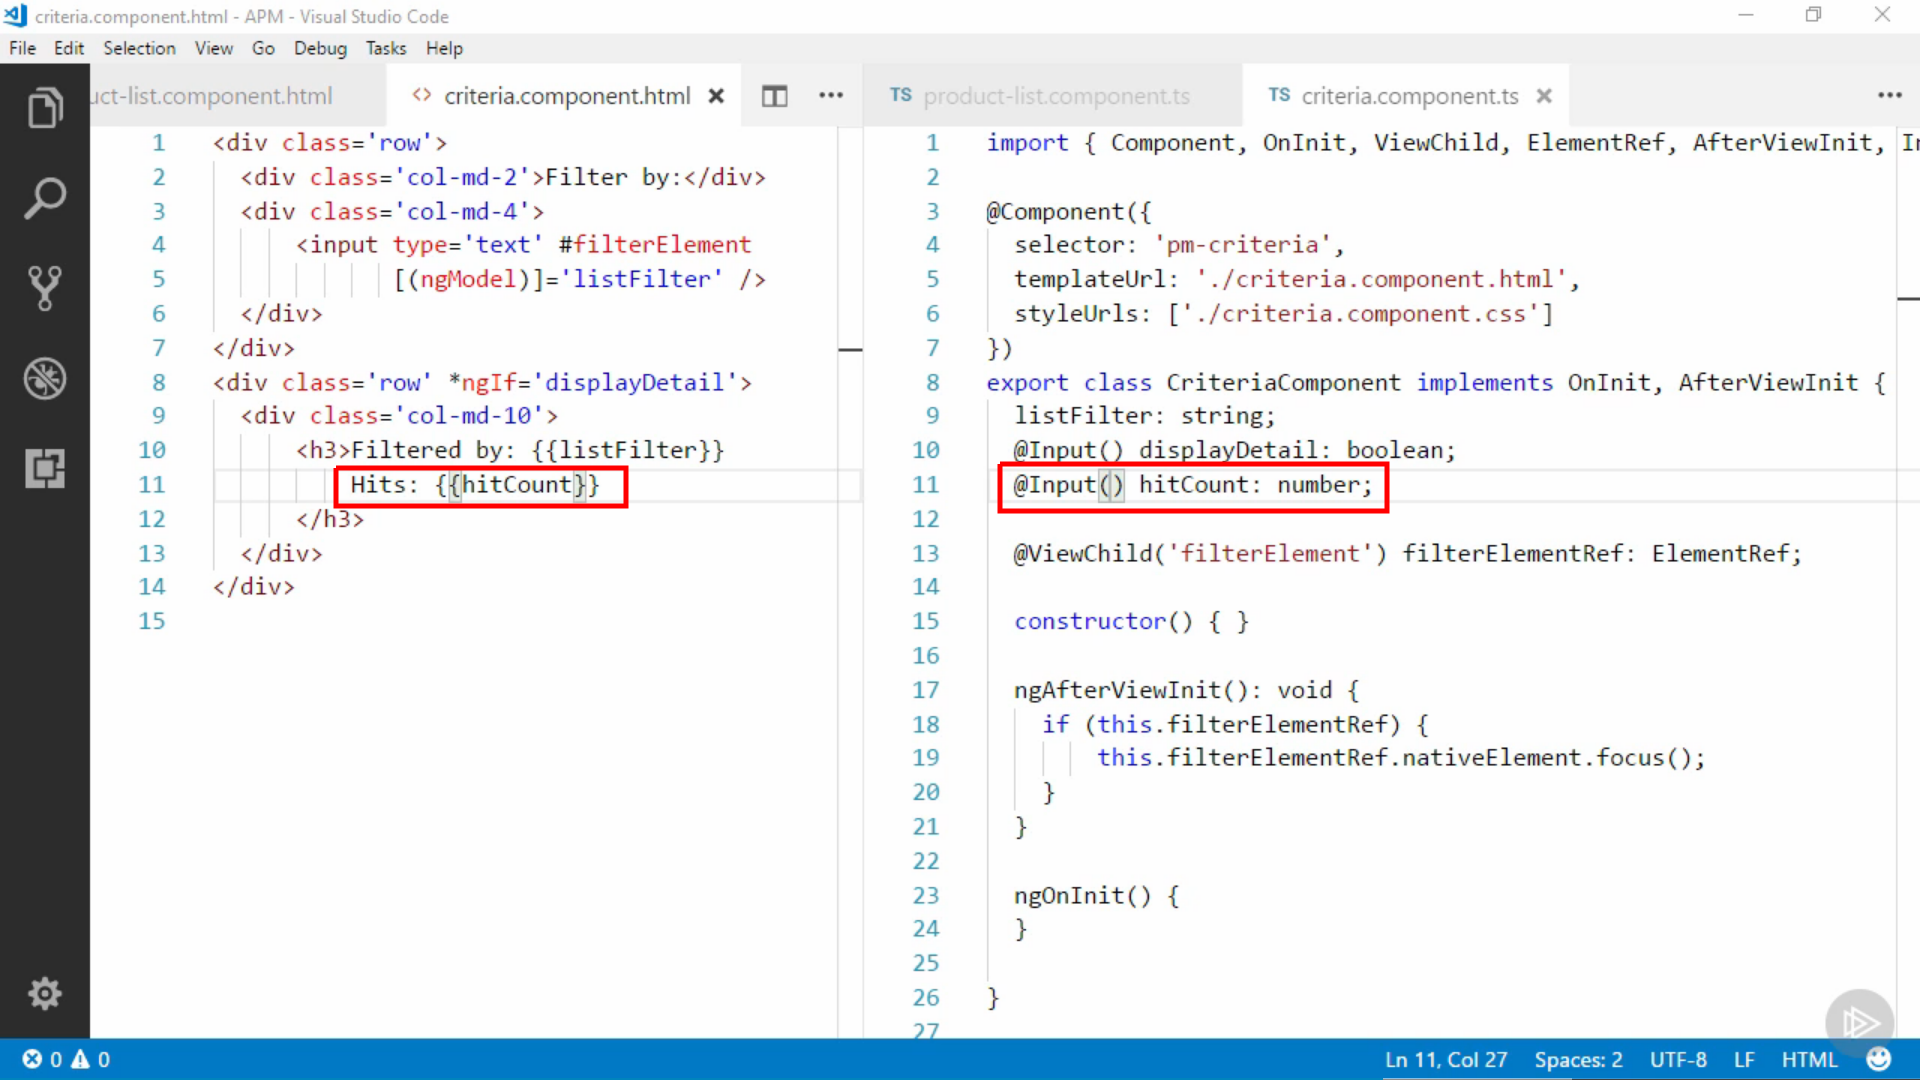 criteria.component.html - APM - Visual Studio Code
File Edit Selection View Go Debug Tasks Help
uct-list.component.html <> criteria.component.html × ···
1 <div class='row'>
2 <div class='col-md-2'>Filter by:</div>
3 <div class='col-md-4'>
4 <input type='text' #filterElement
5 [(ngModel)]='listFilter' />
6 </div>
7 </div>
8 <div class='row' *ngIf='displayDetail'>
9 <div class='col-md-10'>
10 <h3>Filtered by: {{listFilter}}
11 Hits: {{hitCount}}
12 </h3>
13 </div>
14 </div>
15
TS product-list.component.ts TS criteria.component.ts × ···
1 import { Component, OnInit, ViewChild, ElementRef, AfterViewInit, In
2
3 @Component({
4 selector: 'pm-criteria',
5 templateUrl: './criteria.component.html',
6 styleUrls: ['./criteria.component.css']
7 })
8 export class CriteriaComponent implements OnInit, AfterViewInit {
9 listFilter: string;
10 @Input() displayDetail: boolean;
11 @Input() hitCount: number;
12
13 @ViewChild('filterElement') filterElementRef: ElementRef;
14
15 constructor() { }
16
17 ngAfterViewInit(): void {
18 if (this.filterElementRef) {
19 this.filterElementRef.nativeElement.focus();
20 }
21 }
22
23 ngOnInit() {
24 }
25
26 }
27
0 0 Ln 11, Col 27 Spaces: 2 UTF-8 LF HTML